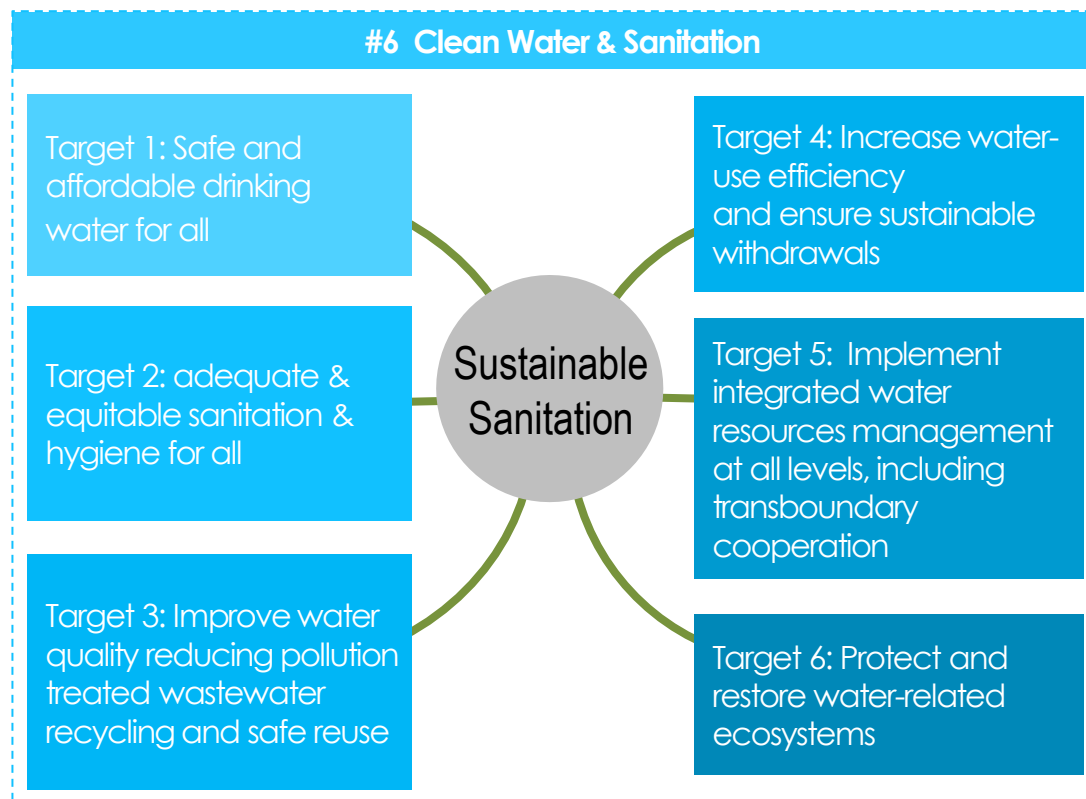 #6 Clean Water & Sanitation
Target 1: Safe and
affordable drinking
water for all
Target 2: adequate &
equitable sanitation &
hygiene for all
Target 3: Improve water
quality reducing pollution
treated wastewater
recycling and safe reuse
Sustainable
Sanitation
Target 4: Increase water-
use efficiency
and ensure sustainable
withdrawals
Target 5: Implement
integrated water
resources management
at all levels, including
transboundary
cooperation
Target 6: Protect and
restore water-related
ecosystems